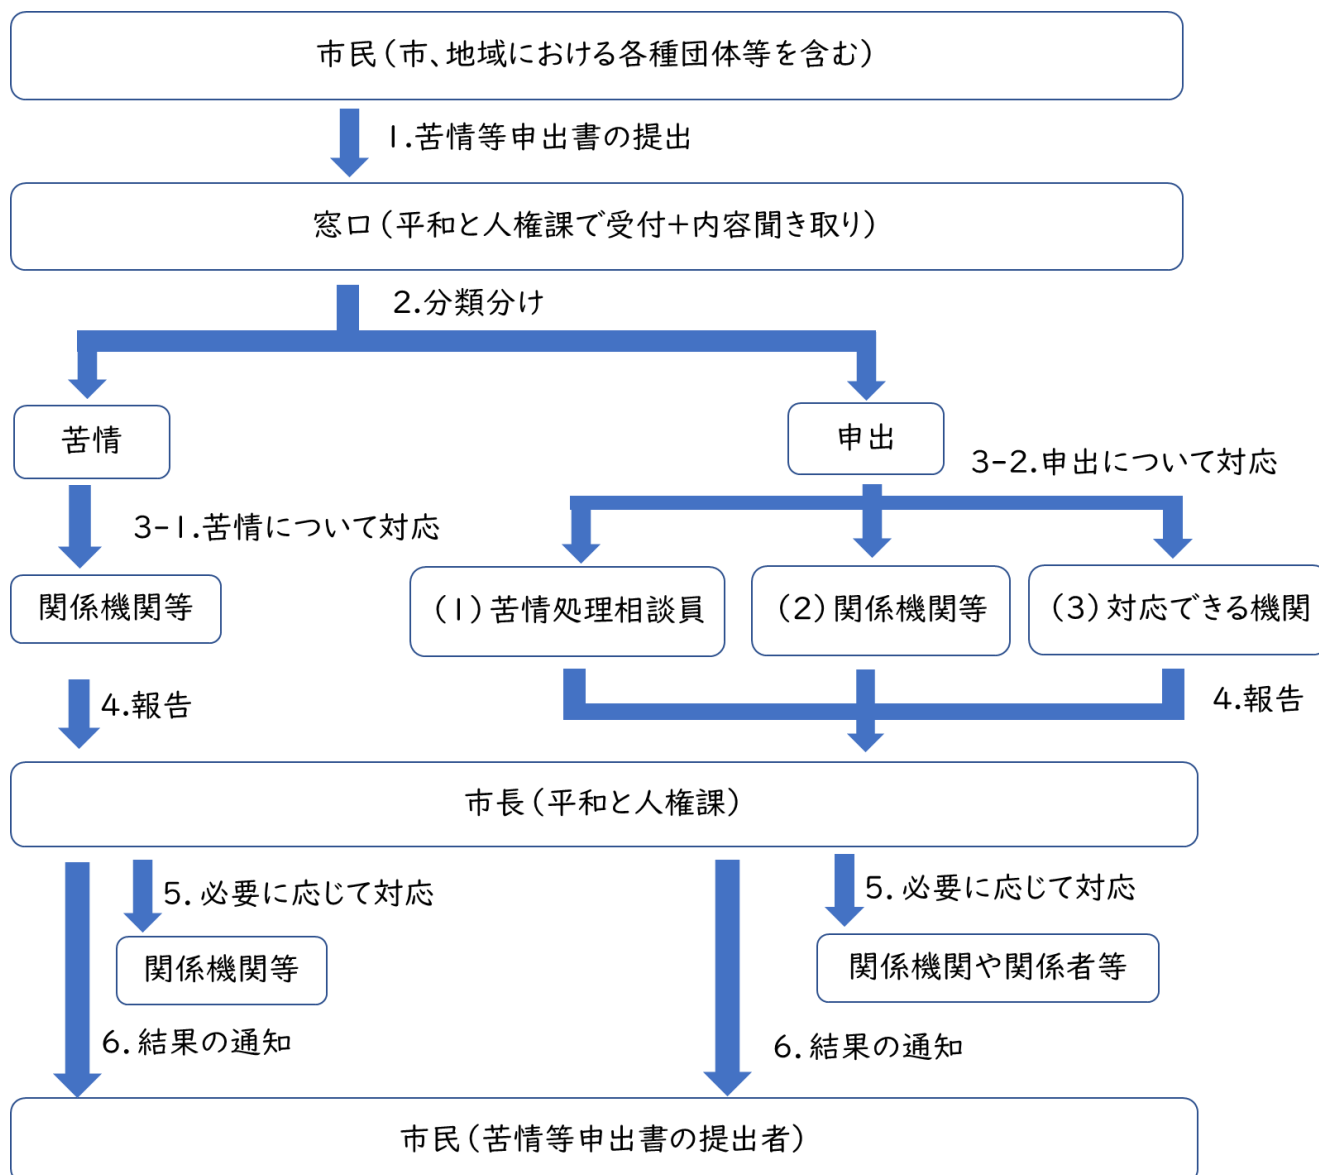 市民（市、地域における各種団体等を含む）
1.苦情等申出書の提出
窓口（平和と人権課で受付＋内容聞き取り）
2.分類分け
苦情
申出
3-2.申出について対応
3-1.苦情について対応
関係機関等
（1）苦情処理相談員
（2）関係機関等
（3）対応できる機関
4.報告
4.報告
市長（平和と人権課）
5.必要に応じて対応
5.必要に応じて対応
関係機関等
関係機関や関係者等
6.結果の通知
6.結果の通知
市民（苦情等申出書の提出者）